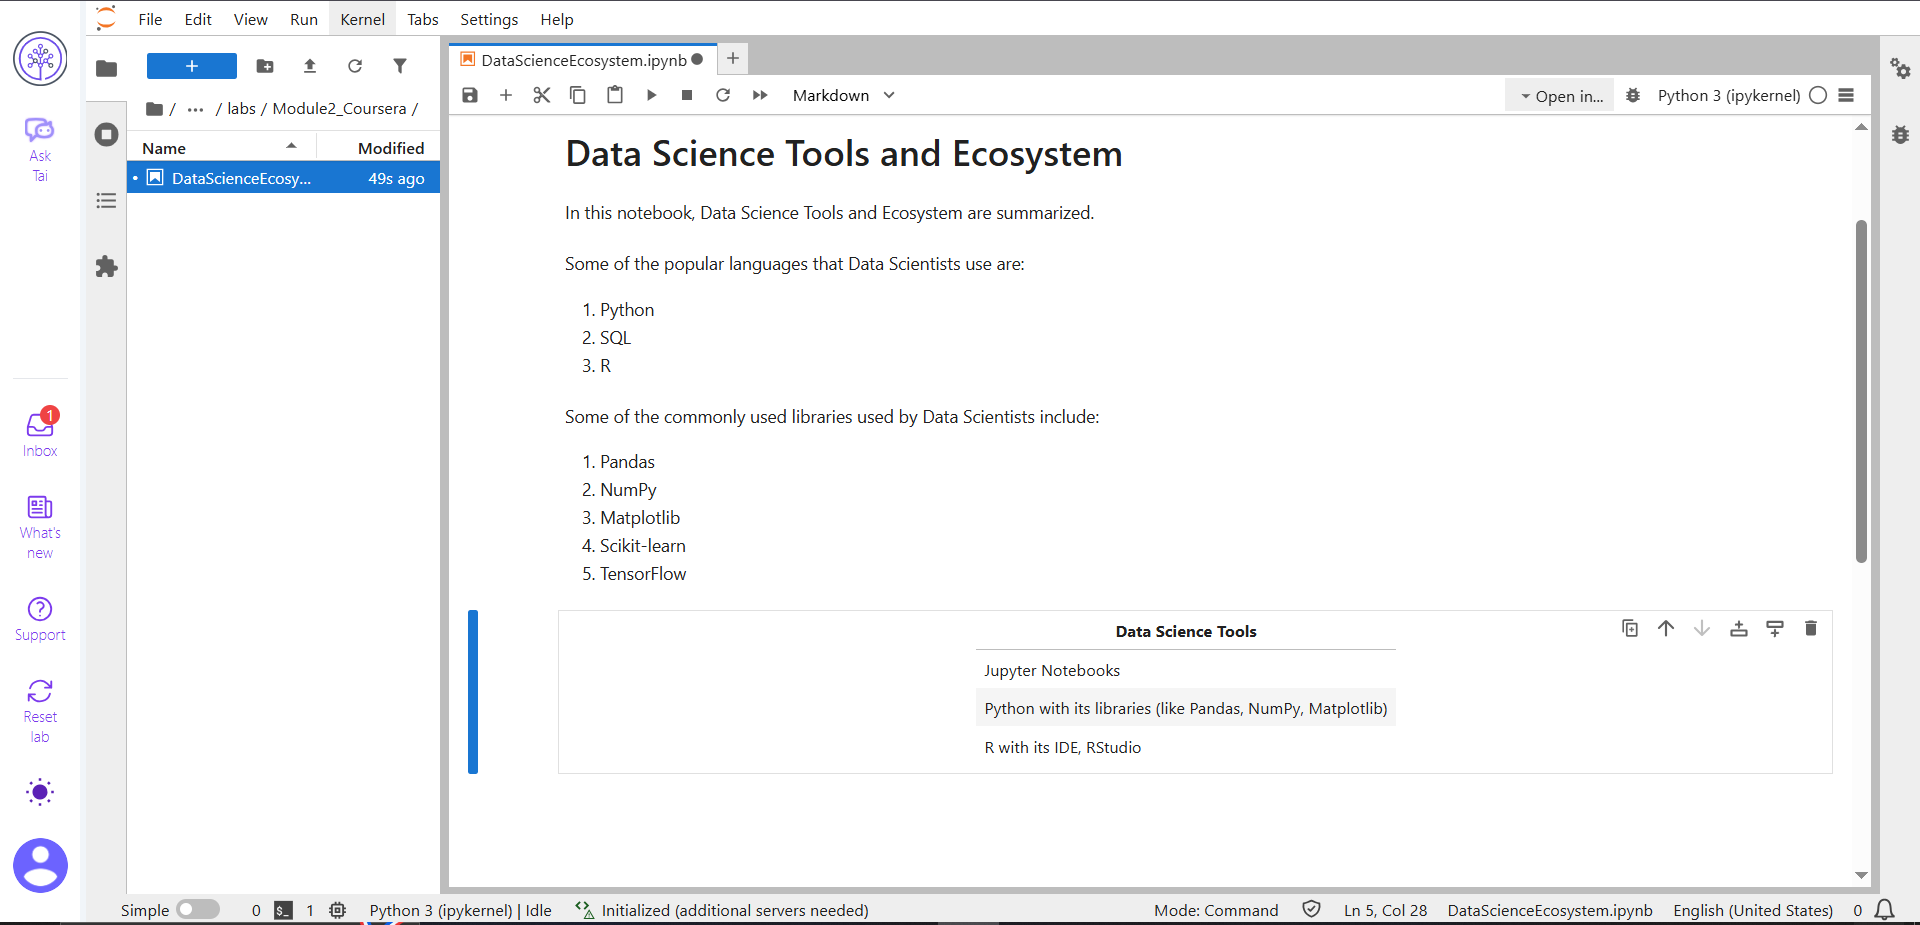 File Edit View Run Kernel Tabs Settings Help
Ask
Tai
1
Inbox
What's
new
Support
Reset
lab
+
/ ··· / labs / Module2_Coursera /
Name Modified
DataScienceEcosy... 49s ago
DataScienceEcosystem.ipynb
Markdown
Open in...
Python 3 (ipykernel)
Data Science Tools and Ecosystem
In this notebook, Data Science Tools and Ecosystem are summarized.
Some of the popular languages that Data Scientists use are:
1. Python
2. SQL
3. R
Some of the commonly used libraries used by Data Scientists include:
1. Pandas
2. NumPy
3. Matplotlib
4. Scikit-learn
5. TensorFlow
Data Science Tools
Jupyter Notebooks
Python with its libraries (like Pandas, NumPy, Matplotlib)
R with its IDE, RStudio
Simple 0 $_ 1 Python 3 (ipykernel) | Idle Initialized (additional servers needed) Mode: Command Ln 5, Col 28 DataScienceEcosystem.ipynb English (United States) 0